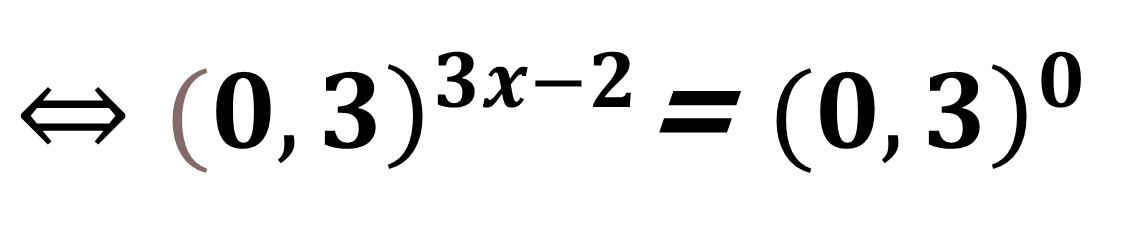 ⇔ (0,3)^{3x−2} = (0,3)^0